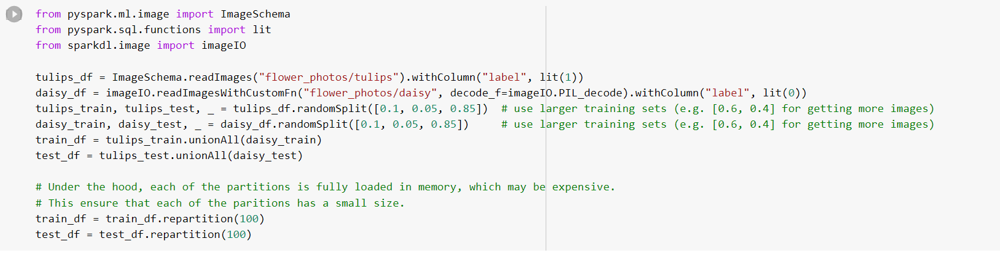 from pyspark.ml.image import ImageSchema
from pyspark.sql.functions import lit
from sparkdl.image import imageIO
tulips_df = ImageSchema.readImages("flower_photos/tulips").withColumn("label", lit(1))
daisy_df = imageIO.readImagesWithCustomFn("flower_photos/daisy", decode_f=imageIO.PIL_decode).withColumn("label", lit(0))
tulips_train, tulips_test, _ = tulips_df.randomSplit([0.1, 0.05, 0.85])  # use larger training sets (e.g. [0.6, 0.4] for getting more images)
daisy_train, daisy_test, _ = daisy_df.randomSplit([0.1, 0.05, 0.85])     # use larger training sets (e.g. [0.6, 0.4] for getting more images)
train_df = tulips_train.unionAll(daisy_train)
test_df = tulips_test.unionAll(daisy_test)
# Under the hood, each of the partitions is fully loaded in memory, which may be expensive.
# This ensure that each of the paritions has a small size.
train_df = train_df.repartition(100)
test_df = test_df.repartition(100)